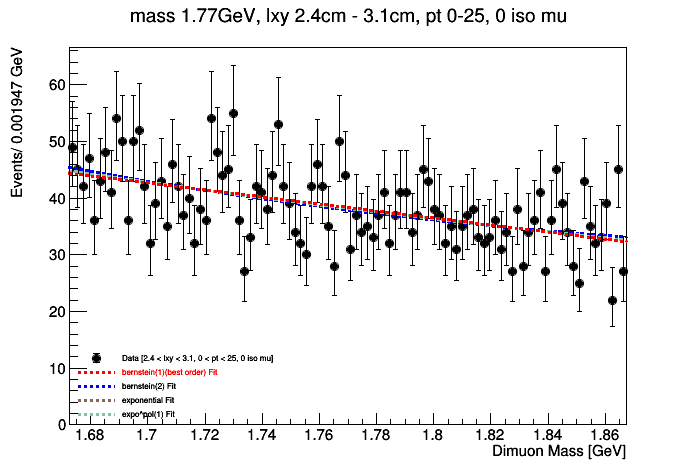 mass 1.77GeV, lxy 2.4cm - 3.1cm, pt 0-25, 0 iso mu
Events/ 0.001947 GeV
60
50
40
30
20
10
0
Data [2.4 < lxy < 3.1, 0 < pt < 25, 0 iso mu]
bernstein(1)(best order) Fit
bernstein(2) Fit
exponential Fit
expo*pol(1) Fit
1.68 1.7 1.72 1.74 1.76 1.78 1.8 1.82 1.84 1.86
Dimuon Mass [GeV]